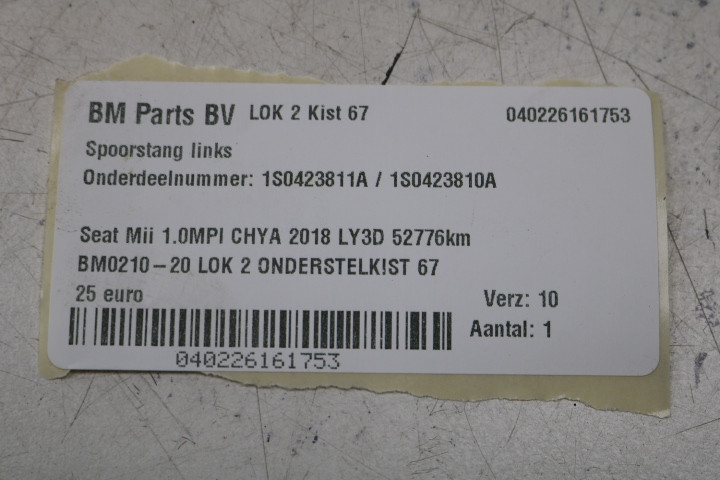 BM Parts BV LOK 2 Kist 67 040226161753
Spoorstang links
Onderdeelnummer: 1S0423811A / 1S0423810A
Seat Mii 1.0MPI CHYA 2018 LY3D 52776km
BM0210-20 LOK 2 ONDERSTELKIST 67
25 euro Verz: 10
Aantal: 1
040226161753